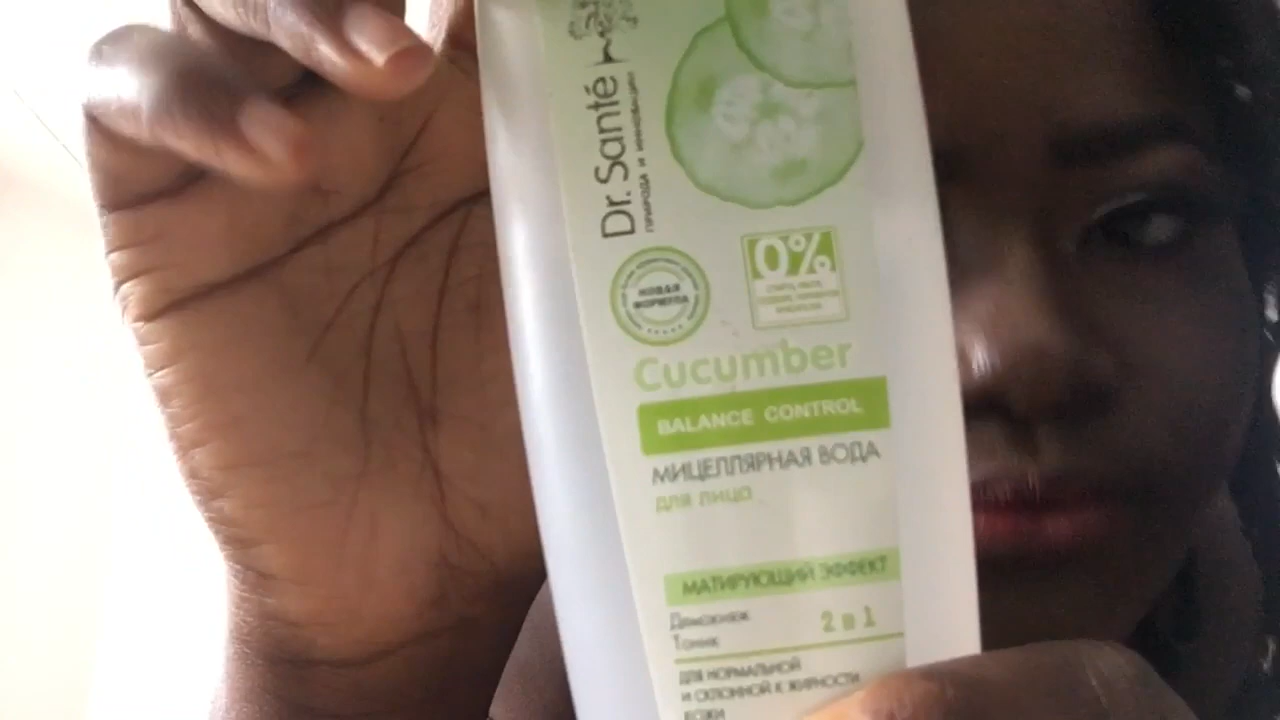 Dr. Santé
ПРИРОДА И ИННОВАЦИИ
НОВАЯ
ФОРМУЛА
0%
Cucumber
BALANCE CONTROL
МИЦЕЛЛЯРНАЯ ВОДА
для лица
МАТИРУЮЩИЙ ЭФФЕКТ
Демакияж
2 в 1
Тоник
ДЛЯ НОРМАЛЬНОЙ
И СКЛОННОЙ К ЖИРНОСТИ
КОЖИ